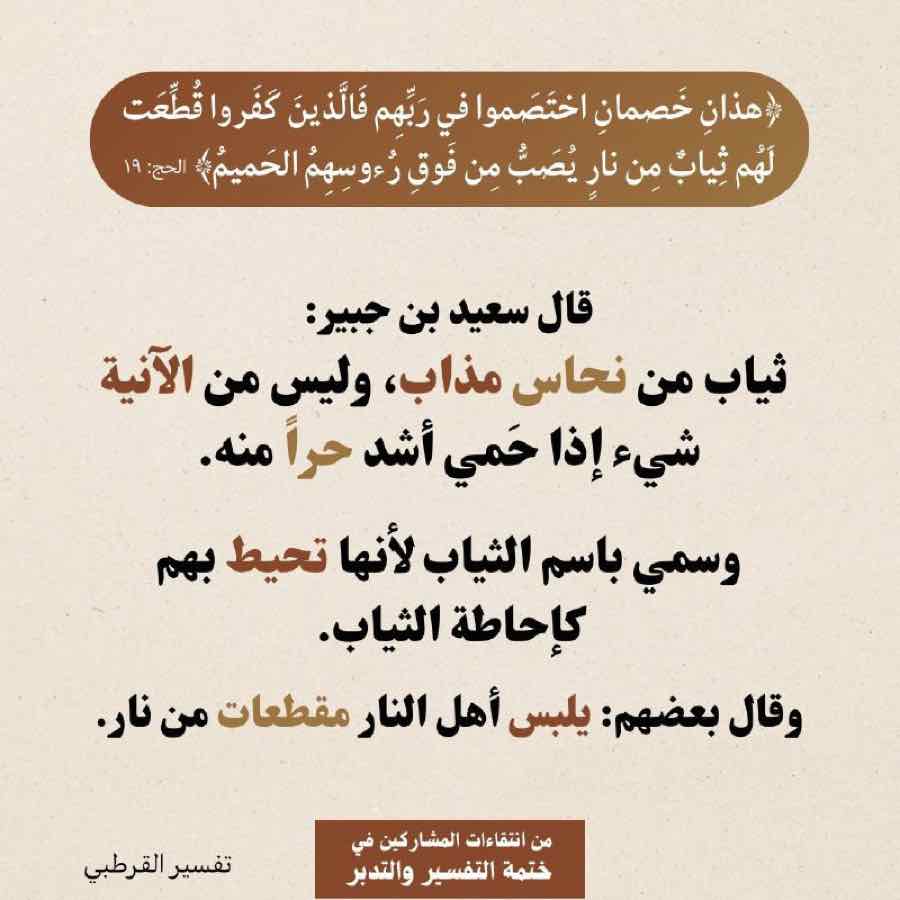 ﴿هذانِ خَصمانِ اختَصَموا في رَبِّهِم فَالَّذينَ كَفَروا قُطِّعَت
لَهُم ثِيابٌ مِن نارٍ يُصَبُّ مِن فَوقِ رُءوسِهِمُ الحَميمُ﴾ الحج: ١٩
قال سعيد بن جبير:
ثياب من نحاس مذاب، وليس من الآنية
شيء إذا حَمي أشد حراً منه.
وسمي باسم الثياب لأنها تحيط بهم
كإحاطة الثياب.
وقال بعضهم: يلبس أهل النار مقطعات من نار.
من انتقاءات المشاركين في
ختمة التفسير والتدبر
تفسير القرطبي